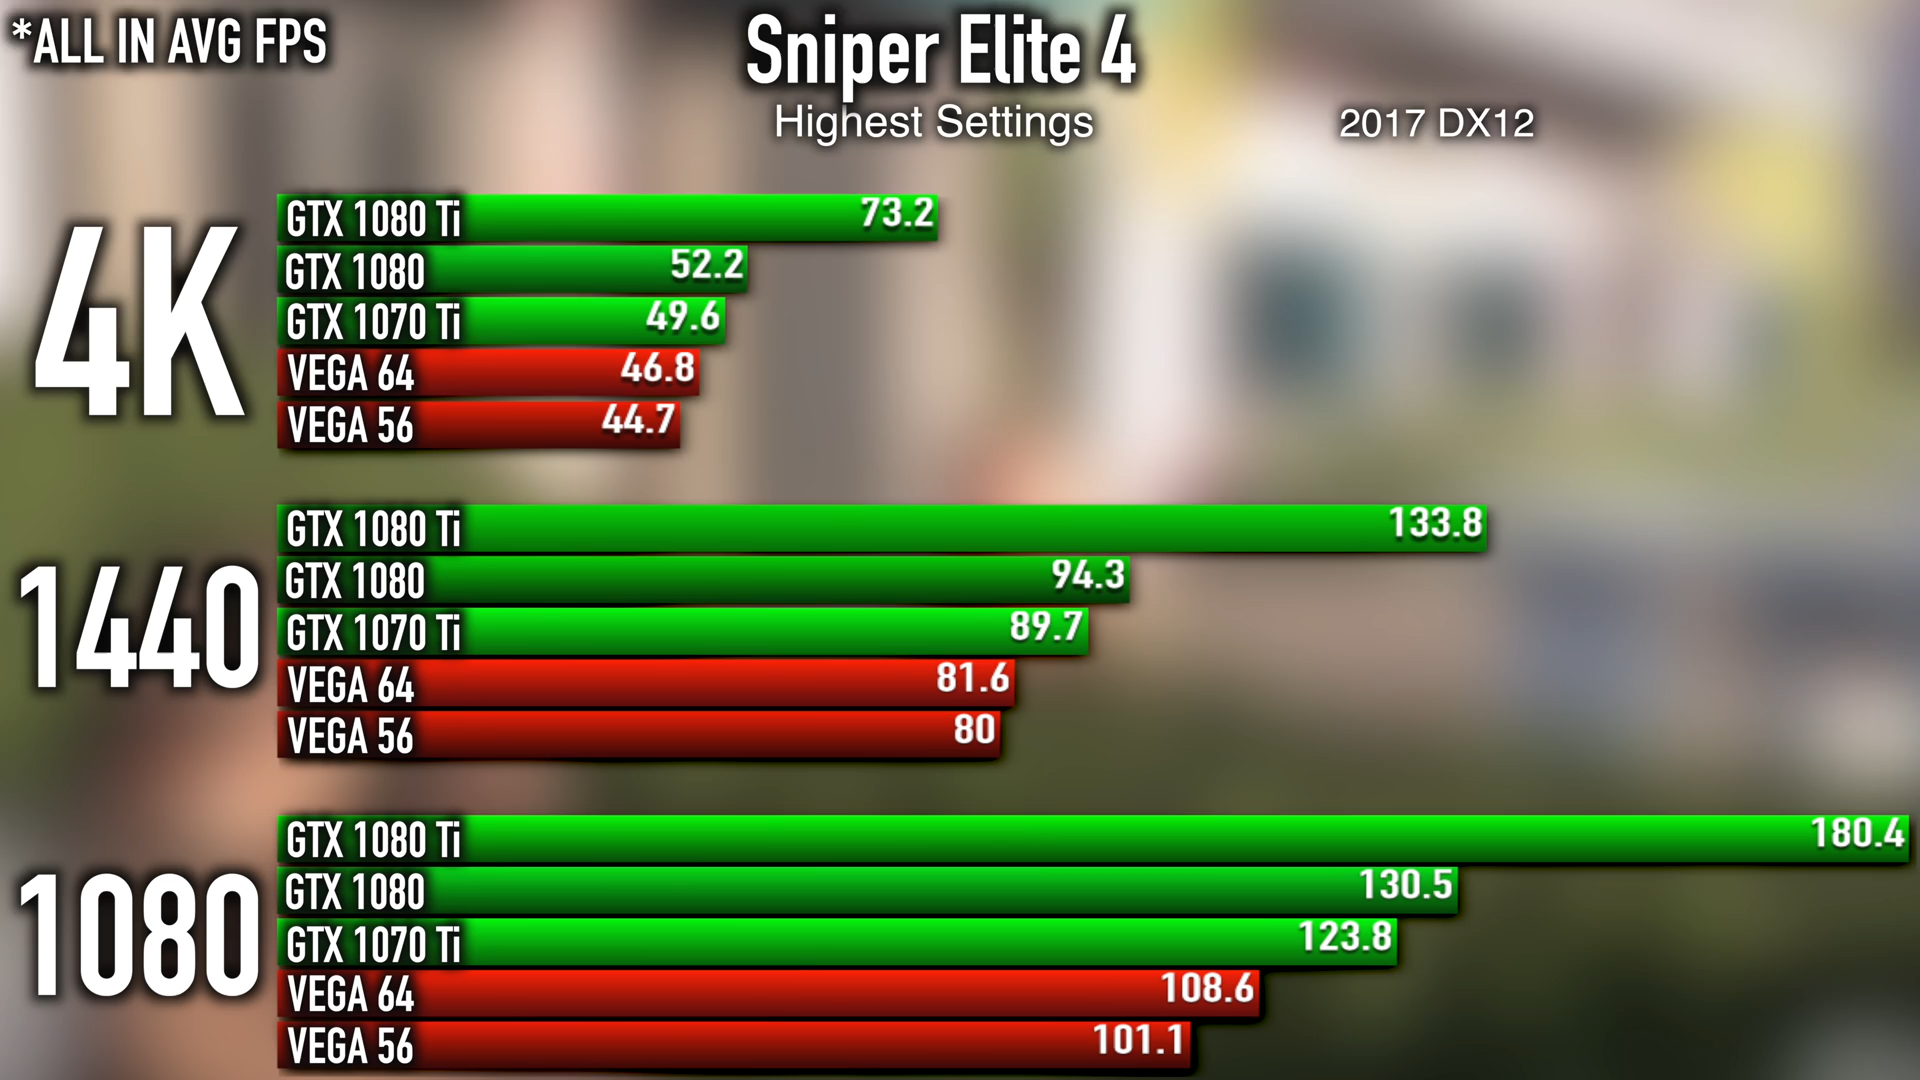 *ALL IN AVG FPS
Sniper Elite 4
Highest Settings
2017 DX12
4K
GTX 1080 Ti 73.2
GTX 1080 52.2
GTX 1070 Ti 49.6
VEGA 64 46.8
VEGA 56 44.7
1440
GTX 1080 Ti 133.8
GTX 1080 94.3
GTX 1070 Ti 89.7
VEGA 64 81.6
VEGA 56 80
1080
GTX 1080 Ti 180.4
GTX 1080 130.5
GTX 1070 Ti 123.8
VEGA 64 108.6
VEGA 56 101.1